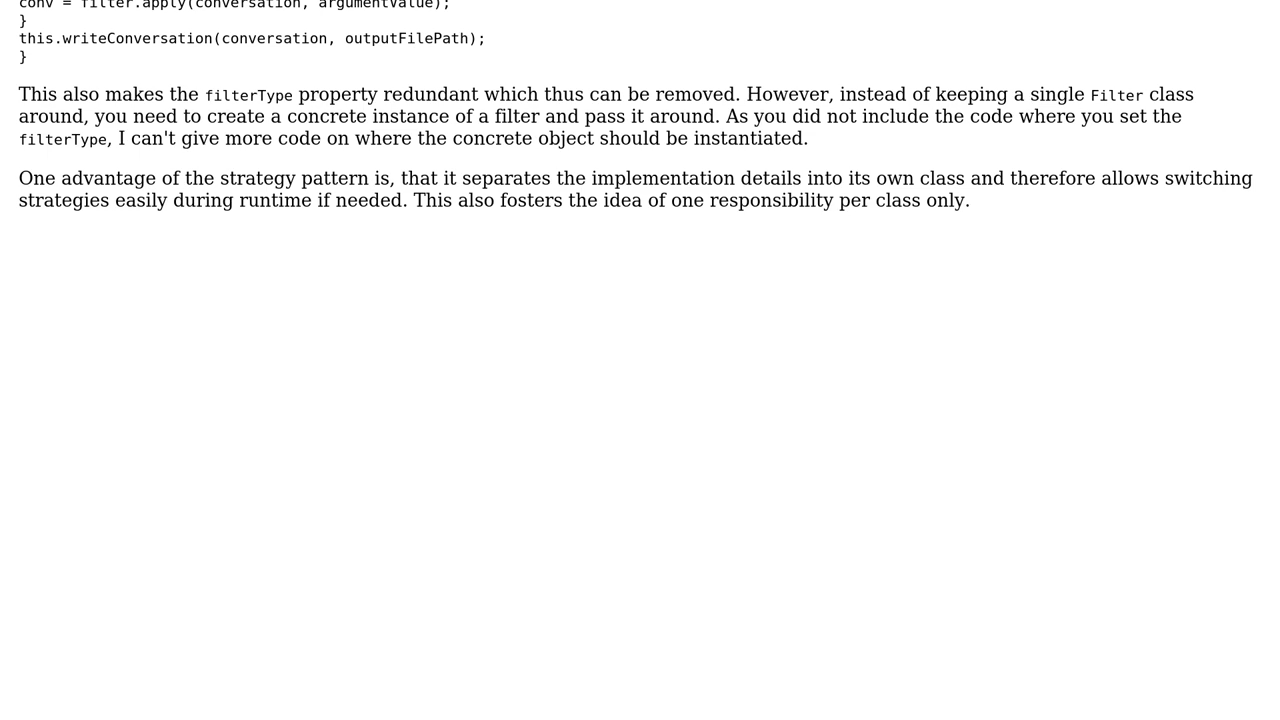 conv = filter.apply(conversation, argumentValue);
}
this.writeConversation(conversation, outputFilePath);
}
This also makes the filterType property redundant which thus can be removed. However, instead of keeping a single Filter class
around, you need to create a concrete instance of a filter and pass it around. As you did not include the code where you set the
filterType, I can't give more code on where the concrete object should be instantiated.
One advantage of the strategy pattern is, that it separates the implementation details into its own class and therefore allows switching
strategies easily during runtime if needed. This also fosters the idea of one responsibility per class only.